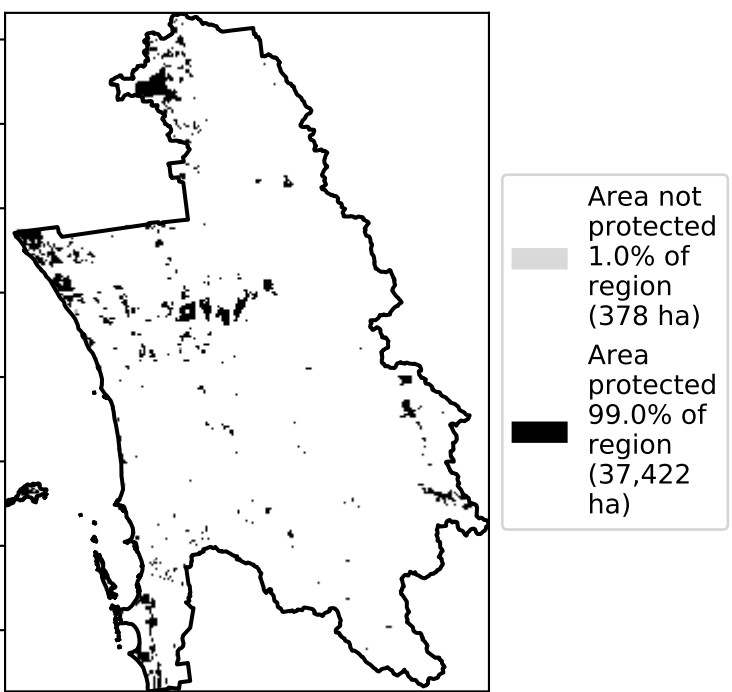 Area not
protected
1.0% of
region
(378 ha)
Area
protected
99.0% of
region
(37,422
ha)